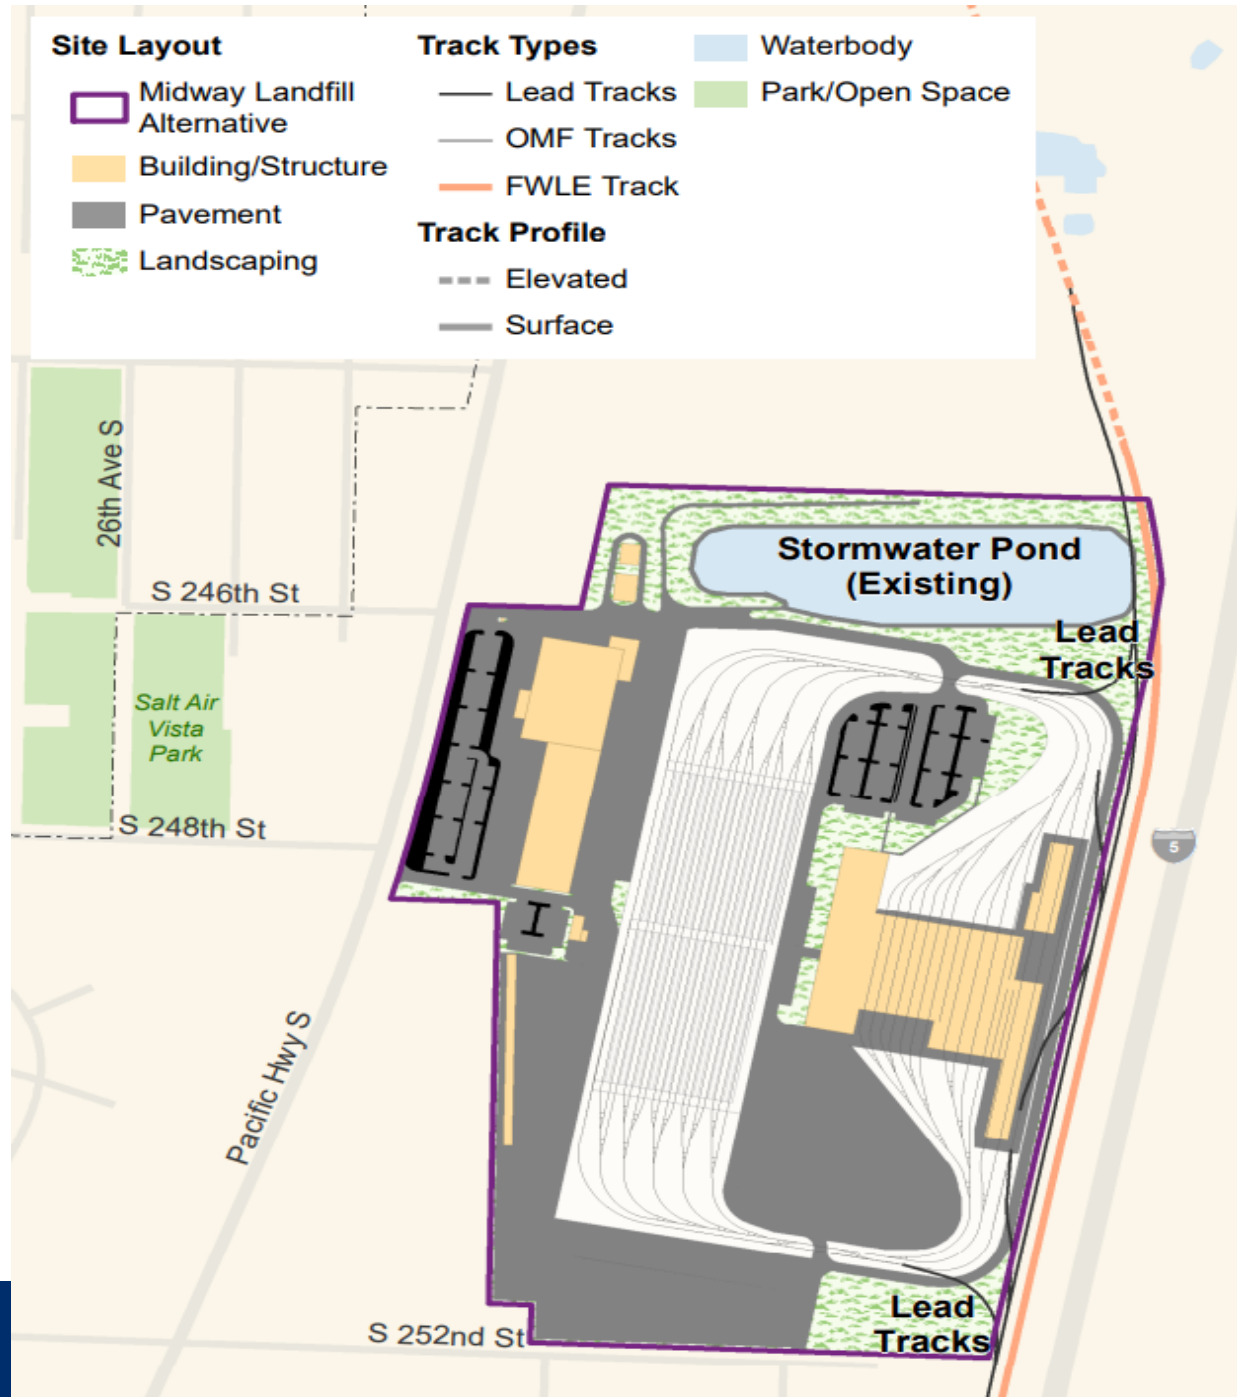 Site Layout
Midway Landfill
Alternative
Building/Structure
Pavement
Landscaping
Track Types
Lead Tracks
OMF Tracks
FWLE Track
Track Profile
Elevated
Surface
Waterbody
Park/Open Space
26th Ave S
S 246th St
Salt Air
Vista
Park
S 248th St
Pacific Hwy S
S 252nd St
Stormwater Pond
(Existing)
Lead
Tracks
5
Lead
Tracks